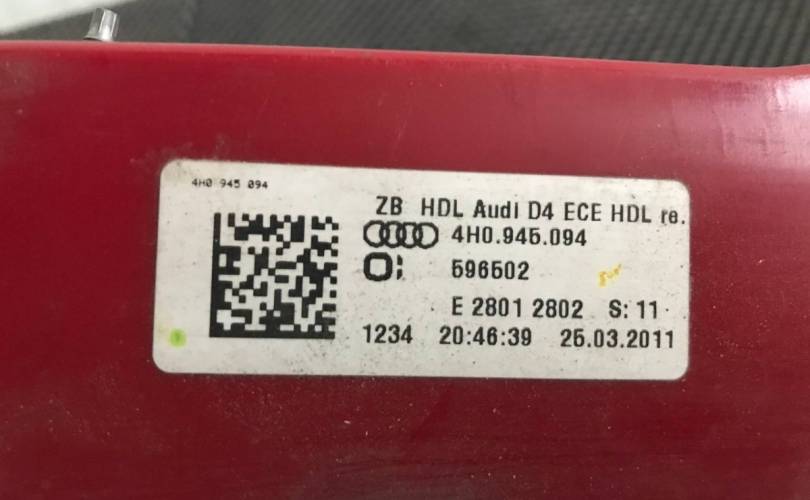 4H0 945 094
ZB HDL Audi D4 ECE HDL re.
4H0.945.094
596502
E 2801 2802 S: 11
1234 20:46:39 25.03.2011